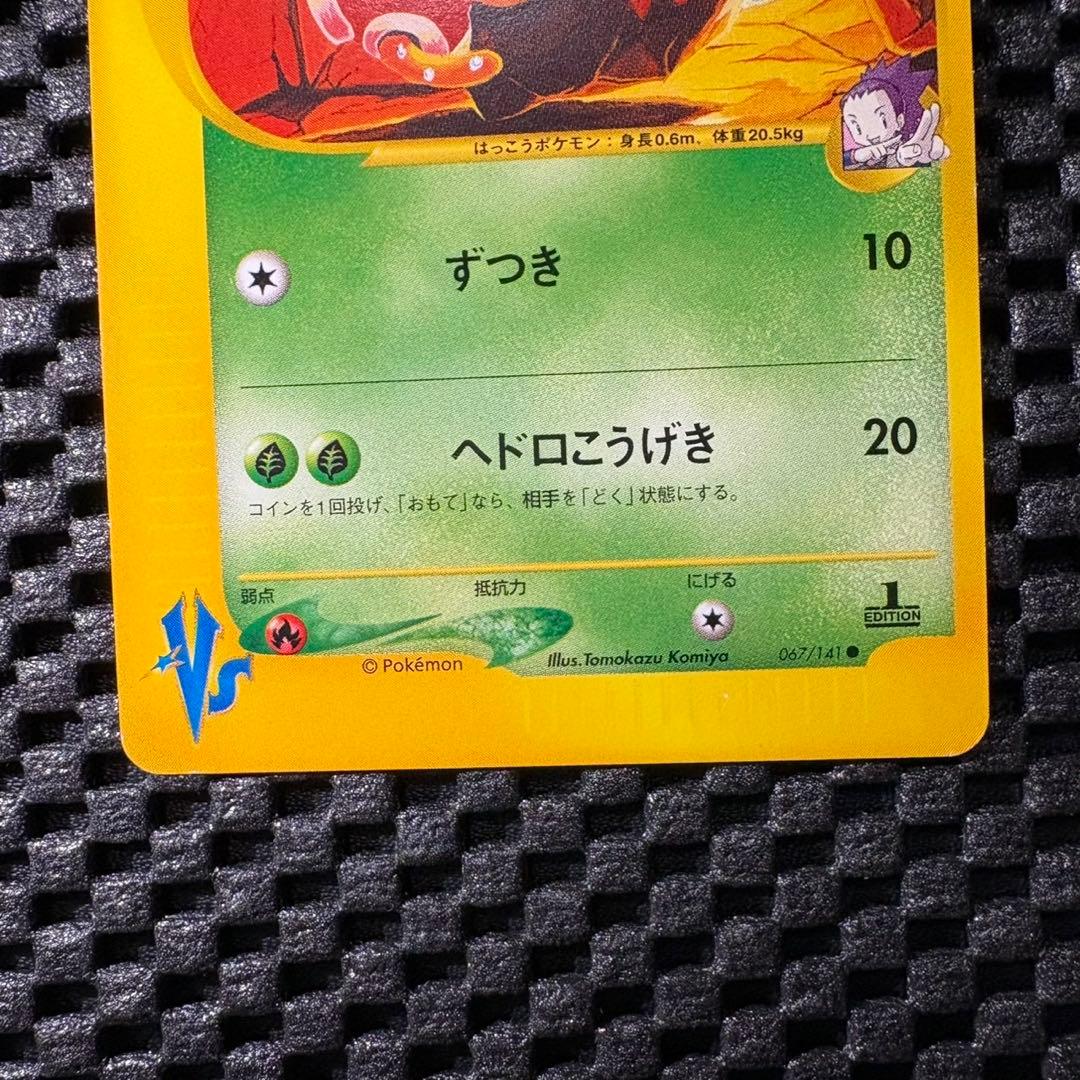 はっこうポケモン：身長0.6m、体重20.5kg
ずつき 10
ヘドロこうげき 20
コインを1回投げ、「おもて」なら、相手を「どく」状態にする。
弱点 抵抗力 にげる
1
EDITION
VS
© Pokémon Illus.Tomokazu Komiya 067/141●